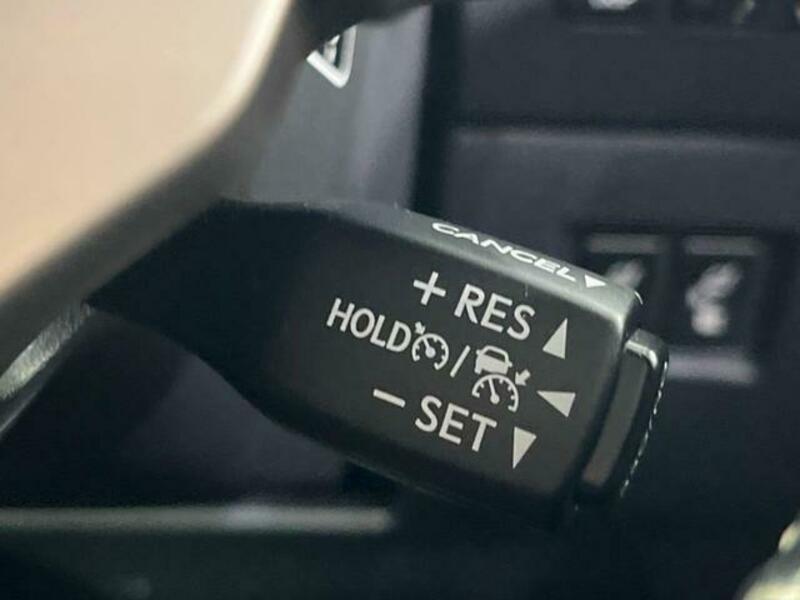 CANCEL
+ RES
HOLD /
- SET